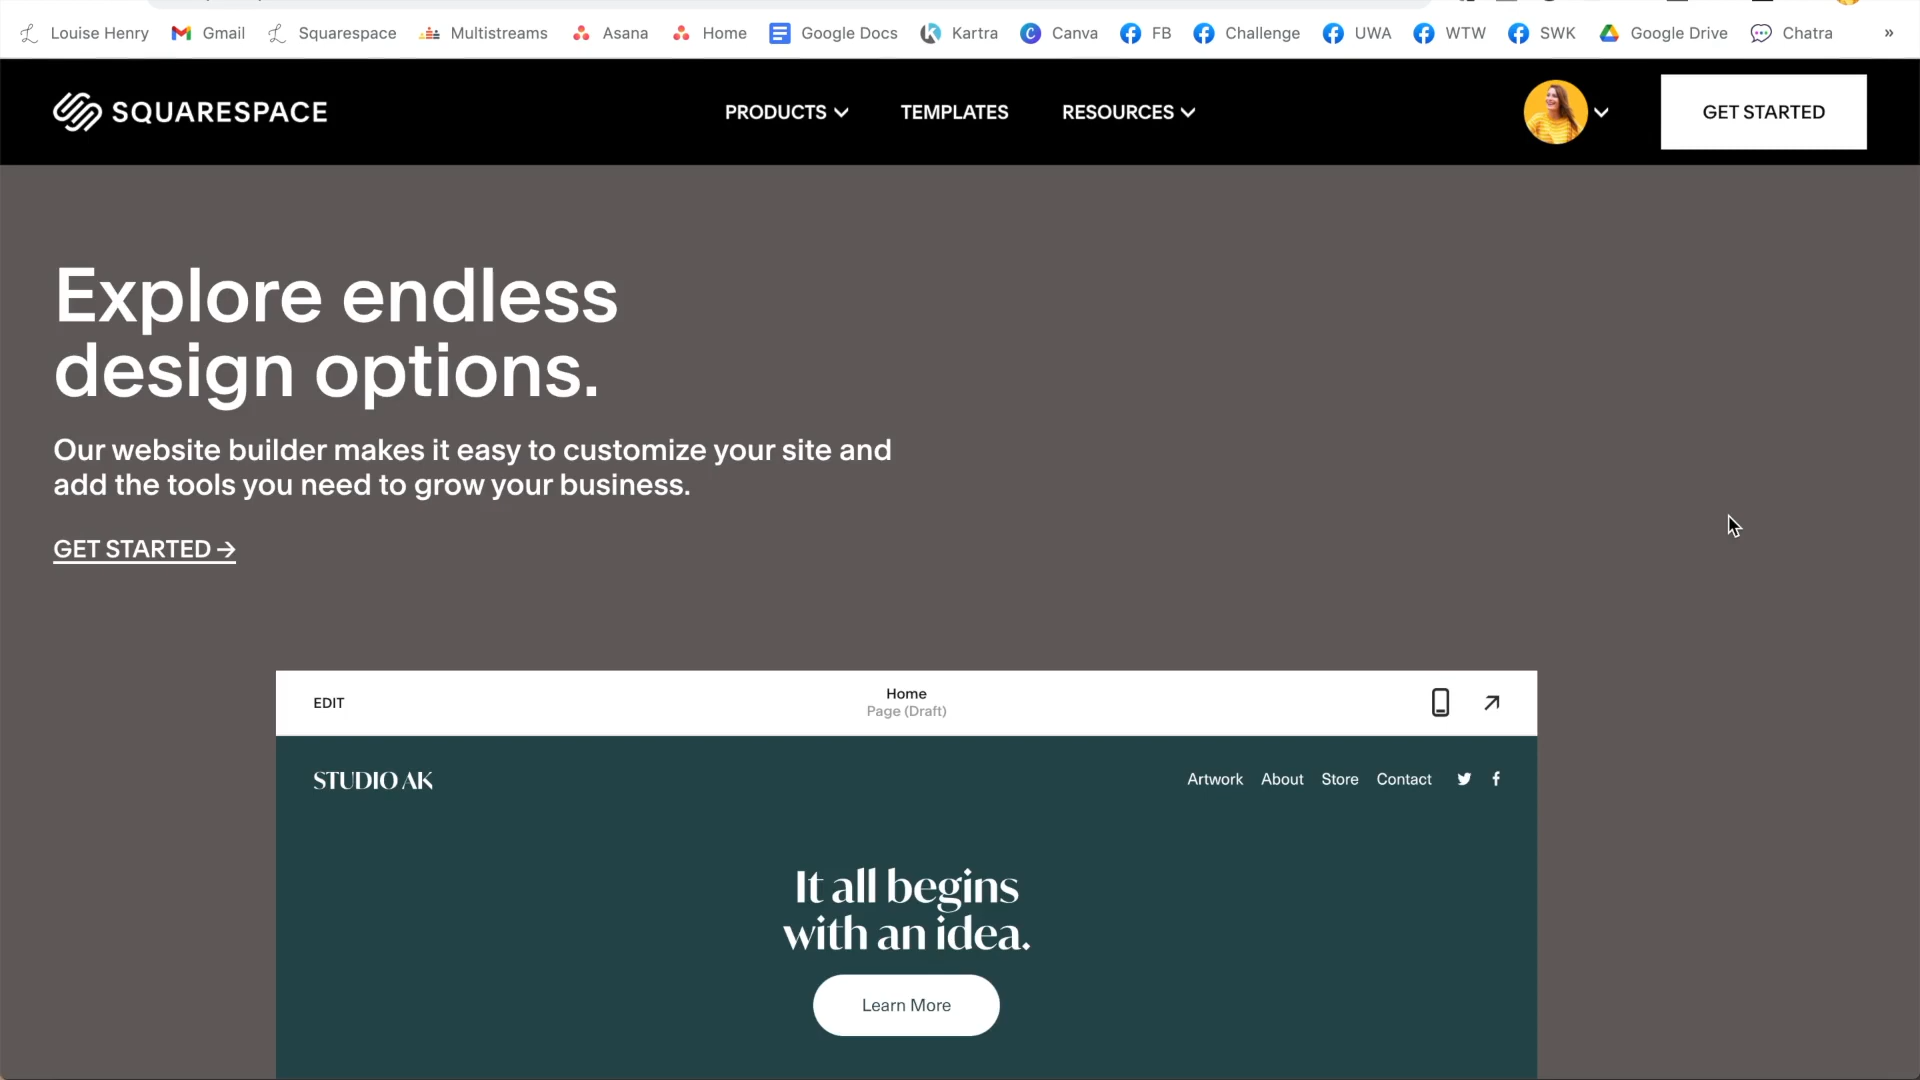 Louise Henry Gmail Squarespace Multistreams Asana Home Google Docs Kartra Canva FB Challenge UWA WTW SWK Google Drive Chatra »
SQUARESPACE PRODUCTS TEMPLATES RESOURCES GET STARTED
Explore endless
design options.
Our website builder makes it easy to customize your site and
add the tools you need to grow your business.
GET STARTED →
EDIT
Home
Page (Draft)
STUDIO AK Artwork About Store Contact
It all begins
with an idea.
Learn More